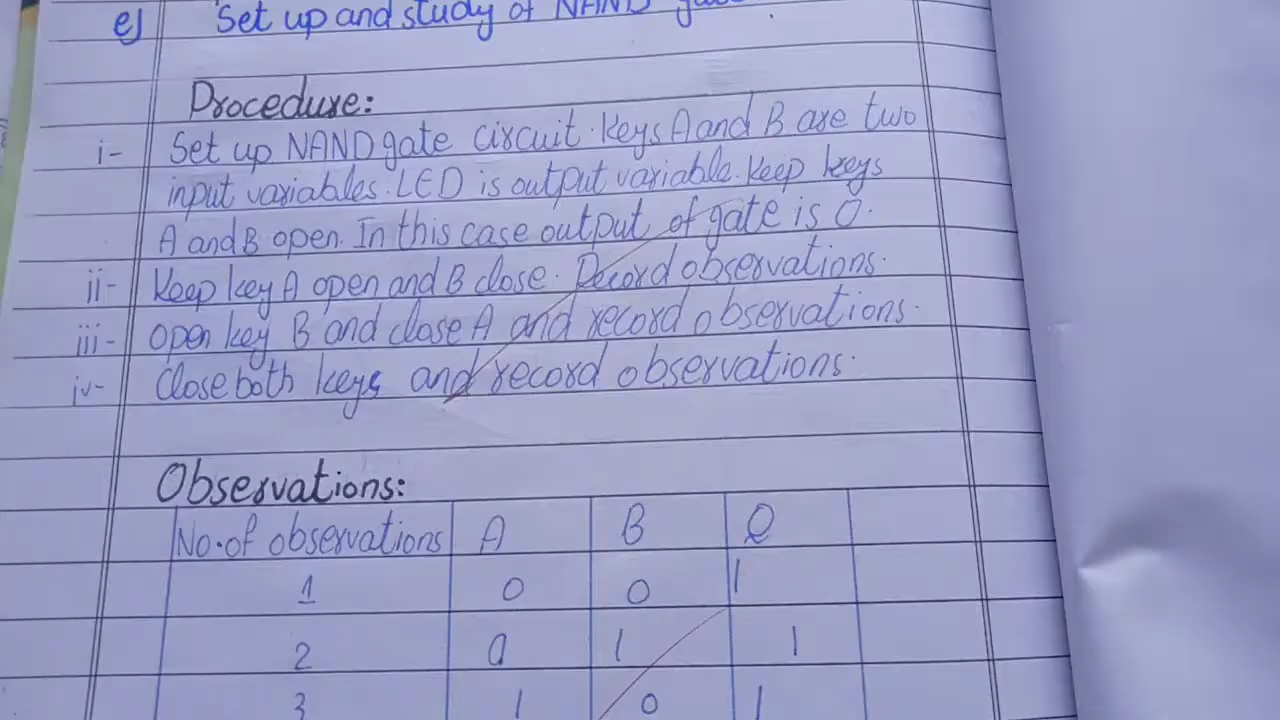 e) Set up and study of NAND gate
Procedure:
i- Set up NAND gate circuit. Keys A and B are two
input variables. LED is output variable. Keep keys
A and B open. In this case output of gate is 0.
ii- Keep key A open and B close. Record observations.
iii- open key B and close A and record observations.
iv- Close both keys and record observations.
Observations:
No. of observations A B Q
1 0 0 1
2 0 1 1
3 1 0 1